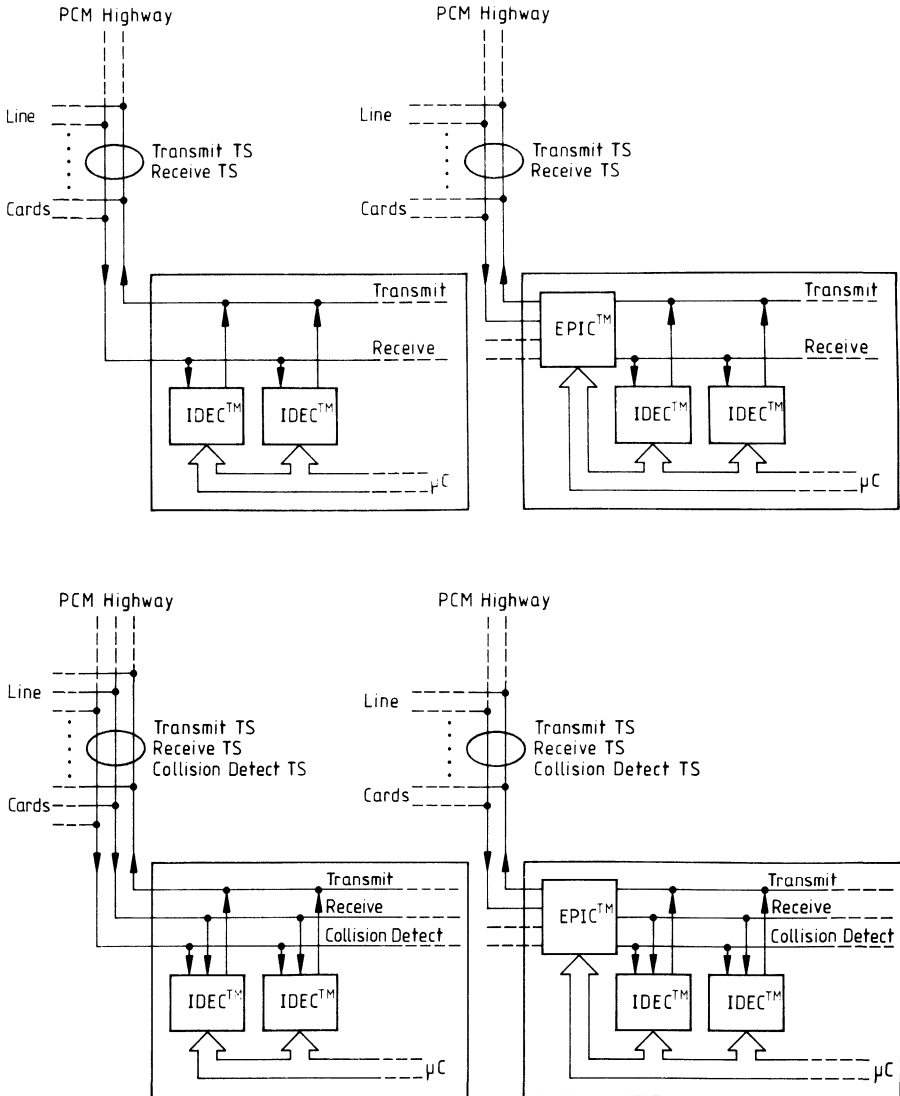 PCM Highway
Line
Transmit TS
Receive TS
Cards
Transmit
Receive
IDEC™
IDEC™
µC
PCM Highway
Line
Transmit TS
Receive TS
Cards
EPIC™
Transmit
Receive
IDEC™
IDEC™
µC
PCM Highway
Line
Transmit TS
Receive TS
Collision Detect TS
Cards
Transmit
Receive
Collision Detect
IDEC™
IDEC™
µC
PCM Highway
Line
Transmit TS
Receive TS
Collision Detect TS
Cards
EPIC™
Transmit
Receive
Collision Detect
IDEC™
IDEC™
µC